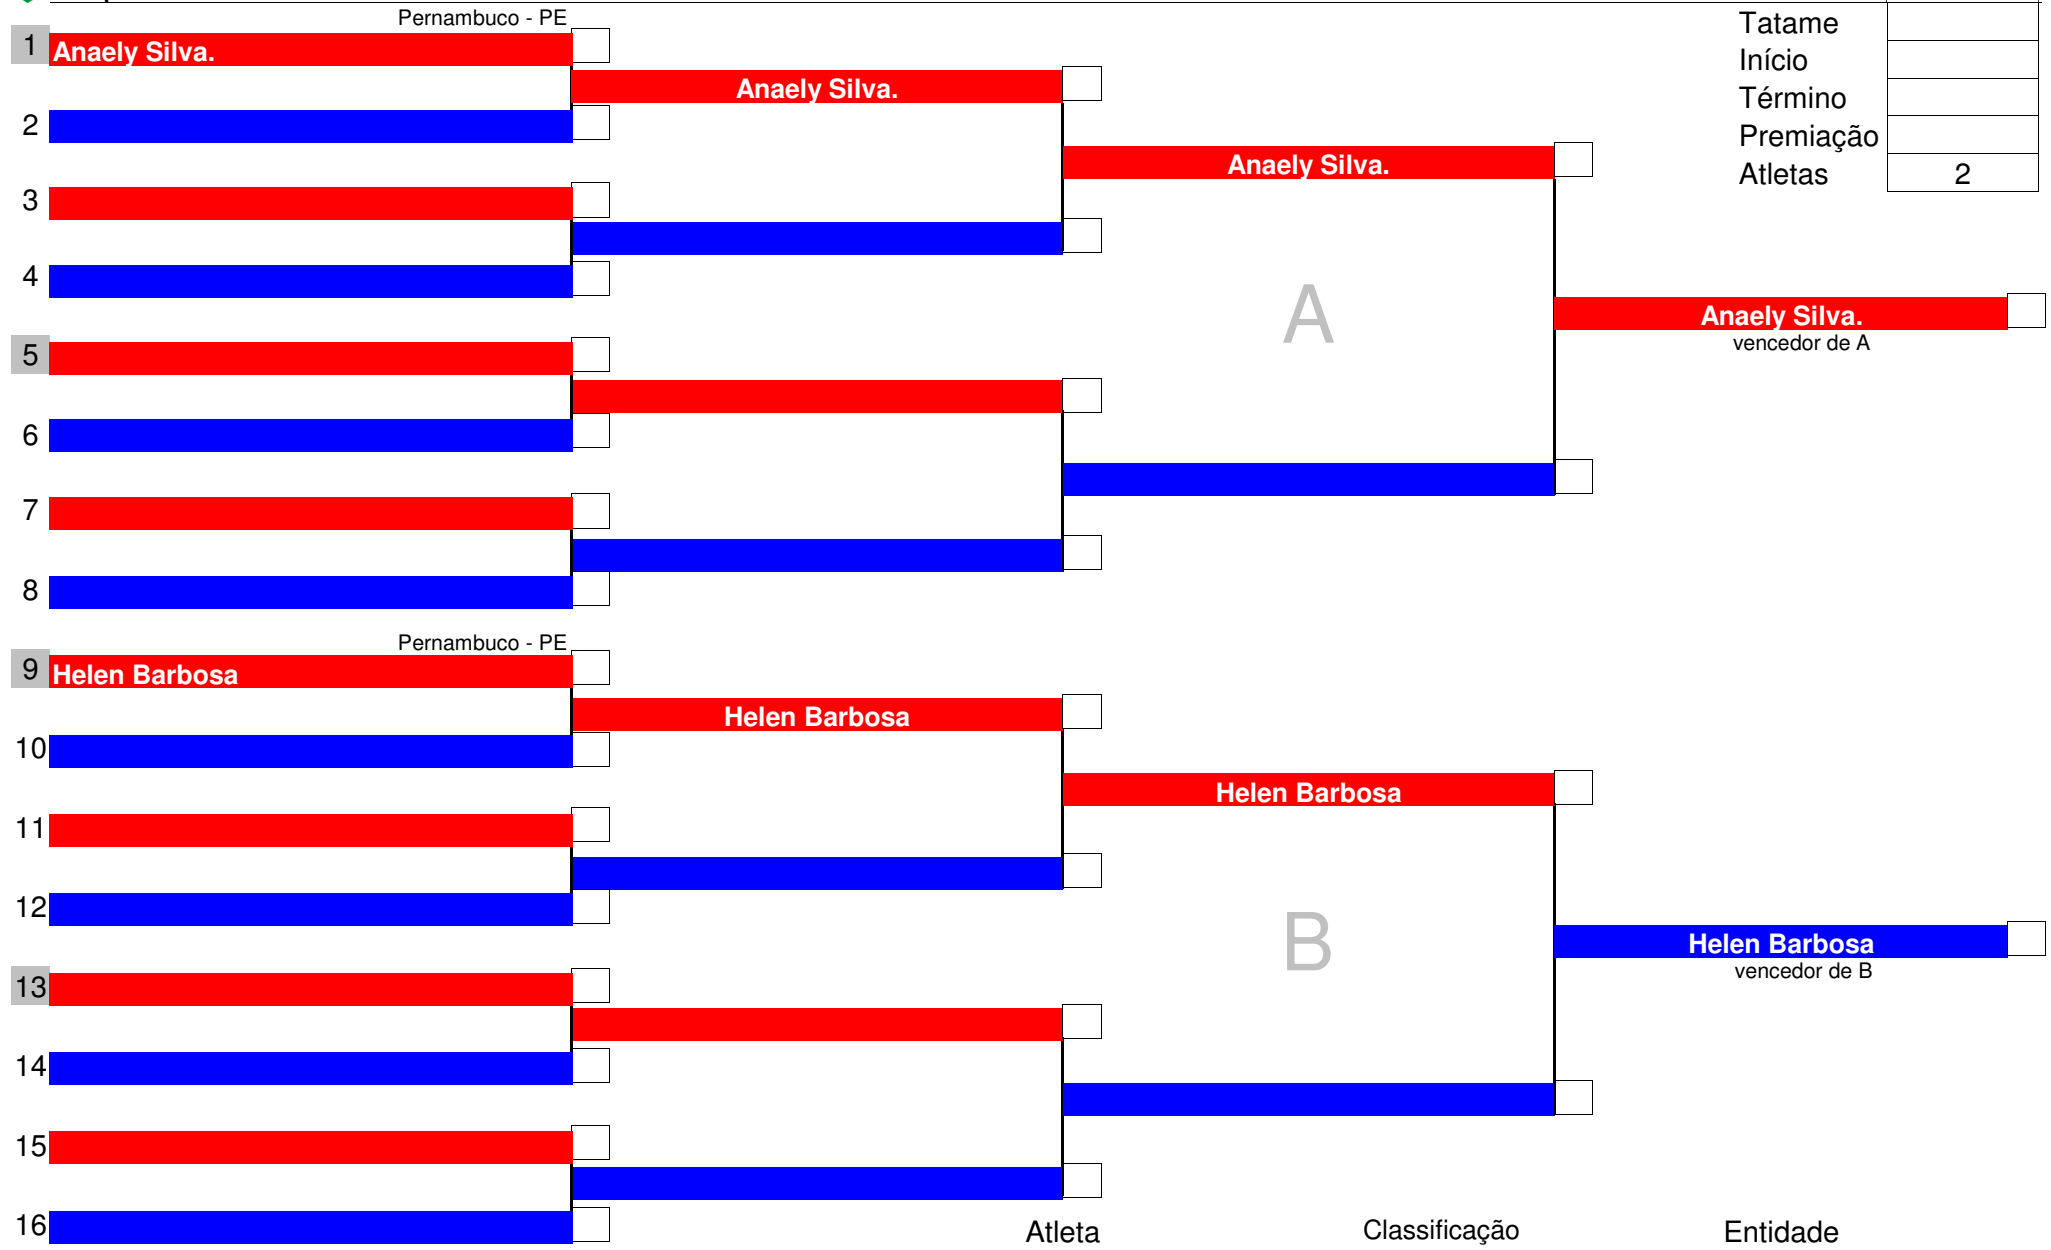 Pernambuco - PE
Tatame
1 Anaely Silva.
Início
Anaely Silva.
Término
2
Premiação
Anaely Silva.
Atletas 2
3
4
A
Anaely Silva.
vencedor de A
5
6
7
8
Pernambuco - PE
9 Helen Barbosa
Helen Barbosa
10
Helen Barbosa
11
12
B
Helen Barbosa
vencedor de B
13
14
15
16
Atleta Classificação Entidade